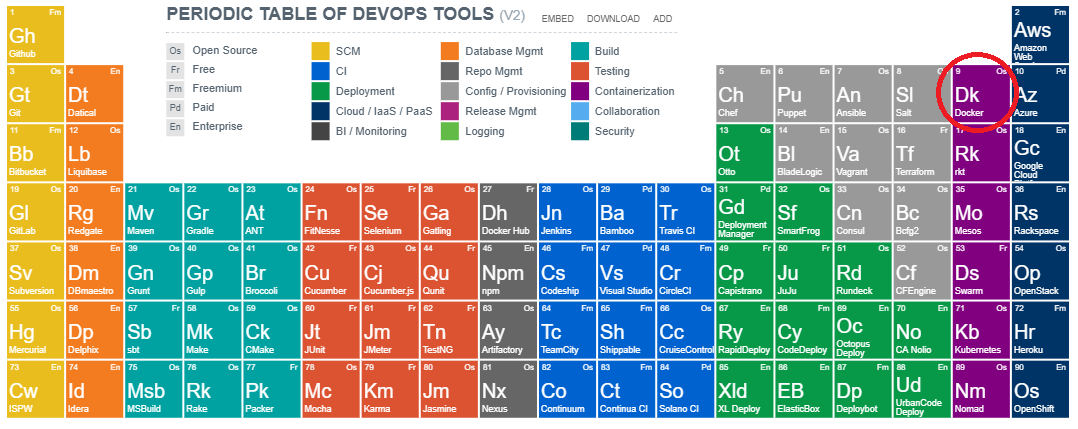 PERIODIC TABLE OF DEVOPS TOOLS (V2) EMBED DOWNLOAD ADD
Os Open Source
Fr Free
Fm Freemium
Pd Paid
En Enterprise
SCM
CI
Deployment
Cloud / IaaS / PaaS
BI / Monitoring
Database Mgmt
Repo Mgmt
Config / Provisioning
Release Mgmt
Logging
Build
Testing
Containerization
Collaboration
Security
1 Fm
Gh
Github
2 Fm
Aws
Amazon
Web
3 Os
Gt
Git
4 En
Dt
Datical
5 En
Ch
Chef
6 En
Pu
Puppet
7 Os
An
Ansible
8
Sl
Salt
9 Os
Dk
Docker
10 Pd
Az
Azure
11 Fm
Bb
Bitbucket
12 Os
Lb
Liquibase
13 Os
Ot
Otto
14 En
Bl
BladeLogic
15 Os
Va
Vagrant
16 Fr
Tf
Terraform
17 Os
Rk
rkt
18 En
Gc
Google
Cloud
19 Os
Gl
GitLab
20 En
Rg
Redgate
21 Os
Mv
Maven
22 Os
Gr
Gradle
23 Os
At
ANT
24 Os
Fn
FitNesse
25 Fr
Se
Selenium
26 Os
Ga
Gatling
27 Fr
Dh
Docker Hub
28 Os
Jn
Jenkins
29 Pd
Ba
Bamboo
30 Os
Tr
Travis CI
31 Pd
Gd
Deployment
Manager
32 Os
Sf
SmartFrog
33 Os
Cn
Consul
34 Os
Bc
Bcfg2
35 Os
Mo
Mesos
36 En
Rs
Rackspace
37 Os
Sv
Subversion
38 En
Dm
DBmaestro
39 Os
Gn
Grunt
40 Os
Gp
Gulp
41 Os
Br
Broccoli
42 Fr
Cu
Cucumber
43 Os
Cj
Cucumber.js
44 Fr
Qu
Qunit
45 En
Npm
npm
46 Fm
Cs
Codeship
47 Pd
Vs
Visual Studio
48 Fm
Cr
CircleCI
49 Fr
Cp
Capistrano
50 Fr
Ju
JuJu
51 Os
Rd
Rundeck
52 Os
Cf
CFEngine
53 Fr
Ds
Swarm
54 Os
Op
OpenStack
55 Os
Hg
Mercurial
56 En
Dp
Delphix
57 Fr
Sb
sbt
58 Os
Mk
Make
59 Os
Ck
CMake
60 Fr
Jt
JUnit
61 Fr
Jm
JMeter
62 Fr
Tn
TestNG
63 Os
Ay
Artifactory
64 Fm
Tc
TeamCity
65 Fm
Sh
Shippable
66 Os
Cc
CruiseControl
67 En
Ry
RapidDeploy
68 Fm
Cy
CodeDeploy
69 En
Oc
Octopus
Deploy
70 En
No
CA Nolio
71 Os
Kb
Kubernetes
72 Fm
Hr
Heroku
73 En
Cw
ISPW
74 En
Id
Idera
75 Os
Msb
MSBuild
76 Os
Rk
Rake
77 Fr
Pk
Packer
78 Os
Mc
Mocha
79 Fr
Km
Karma
80 Os
Jm
Jasmine
81 Os
Nx
Nexus
82 Os
Co
Continuum
83 Fm
Ct
Continua CI
84 Pd
So
Solano CI
85 En
Xld
XL Deploy
86 En
EB
ElasticBox
87 Fm
Dp
Deploybot
88 En
Ud
UrbanCode
Deploy
89 Os
Nm
Nomad
90 En
Os
OpenShift